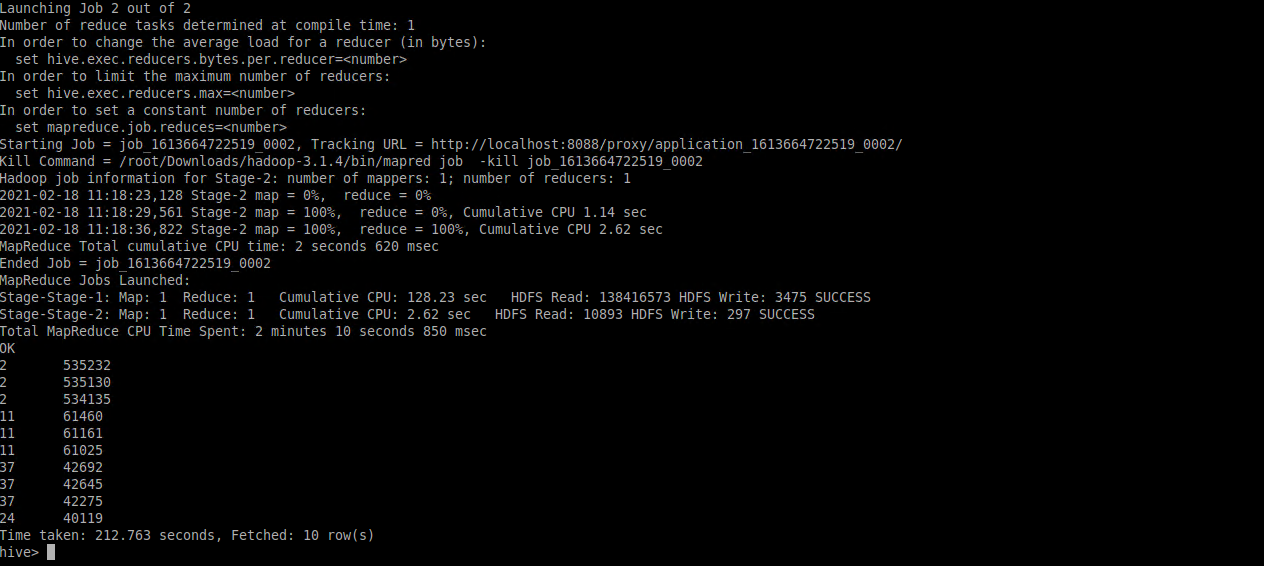 Launching Job 2 out of 2
Number of reduce tasks determined at compile time: 1
In order to change the average load for a reducer (in bytes):
  set hive.exec.reducers.bytes.per.reducer=<number>
In order to limit the maximum number of reducers:
  set hive.exec.reducers.max=<number>
In order to set a constant number of reducers:
  set mapreduce.job.reduces=<number>
Starting Job = job_1613664722519_0002, Tracking URL = http://localhost:8088/proxy/application_1613664722519_0002/
Kill Command = /root/Downloads/hadoop-3.1.4/bin/mapred job  -kill job_1613664722519_0002
Hadoop job information for Stage-2: number of mappers: 1; number of reducers: 1
2021-02-18 11:18:23,128 Stage-2 map = 0%,  reduce = 0%
2021-02-18 11:18:29,561 Stage-2 map = 100%,  reduce = 0%, Cumulative CPU 1.14 sec
2021-02-18 11:18:36,822 Stage-2 map = 100%,  reduce = 100%, Cumulative CPU 2.62 sec
MapReduce Total cumulative CPU time: 2 seconds 620 msec
Ended Job = job_1613664722519_0002
MapReduce Jobs Launched:
Stage-Stage-1: Map: 1  Reduce: 1   Cumulative CPU: 128.23 sec   HDFS Read: 138416573 HDFS Write: 3475 SUCCESS
Stage-Stage-2: Map: 1  Reduce: 1   Cumulative CPU: 2.62 sec   HDFS Read: 10893 HDFS Write: 297 SUCCESS
Total MapReduce CPU Time Spent: 2 minutes 10 seconds 850 msec
OK
2       535232
2       535130
2       534135
11      61460
11      61161
11      61025
37      42692
37      42645
37      42275
24      40119
Time taken: 212.763 seconds, Fetched: 10 row(s)
hive>